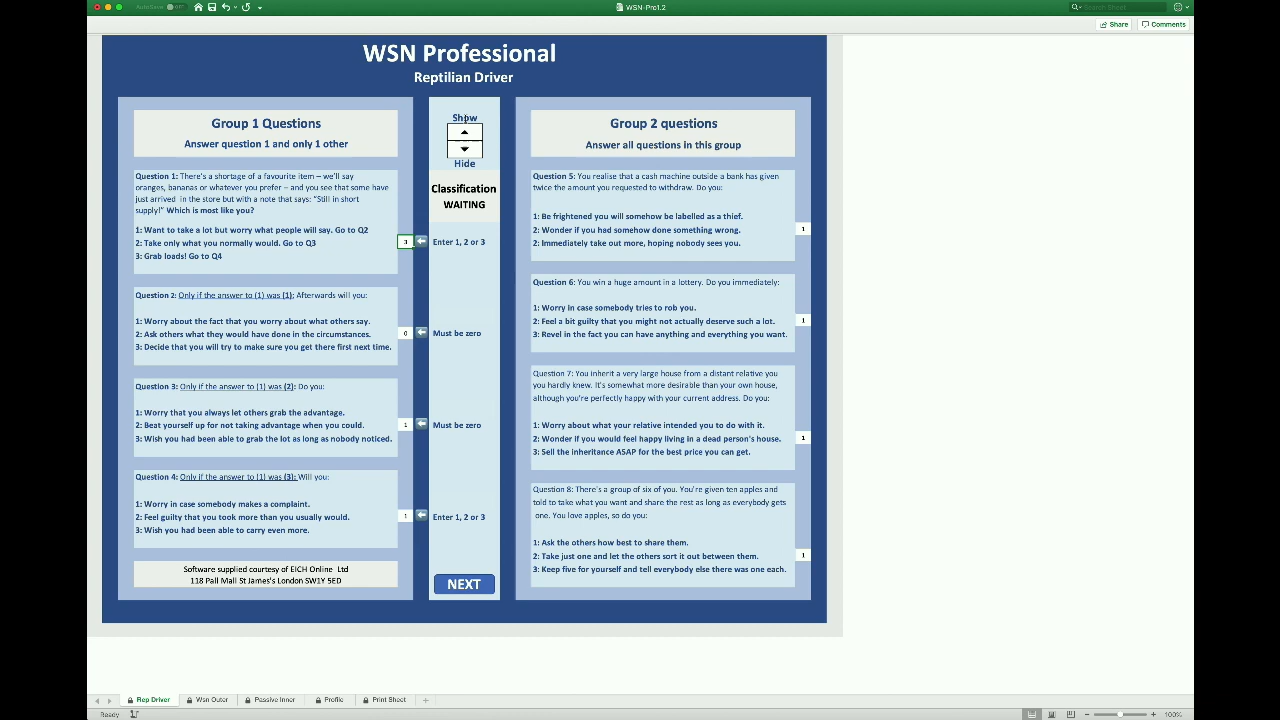 AutoSave OFF
WSN-Pro1.2
Search Sheet
Share
Comments
WSN Professional
Reptilian Driver
Group 1 Questions
Answer question 1 and only 1 other
Question 1: There's a shortage of a favourite item – we'll say
oranges, bananas or whatever you prefer – and you see that some have
just arrived in the store but with a note that says: "Still in short
supply!" Which is most like you?
1: Want to take a lot but worry what people will say. Go to Q2
2: Take only what you normally would. Go to Q3
3: Grab loads! Go to Q4
3
Question 2: Only if the answer to (1) was (1): Afterwards will you:
1: Worry about the fact that you worry about what others say.
2: Ask others what they would have done in the circumstances.
3: Decide that you will try to make sure you get there first next time.
0
Question 3: Only if the answer to (1) was (2): Do you:
1: Worry that you always let others grab the advantage.
2: Beat yourself up for not taking advantage when you could.
3: Wish you had been able to grab the lot as long as nobody noticed.
1
Question 4: Only if the answer to (1) was (3): Will you:
1: Worry in case somebody makes a complaint.
2: Feel guilty that you took more than you usually would.
3: Wish you had been able to carry even more.
1
Software supplied courtesy of EICH Online Ltd
118 Pall Mall St James's London SW1Y 5ED
Show
Hide
Classification
WAITING
Enter 1, 2 or 3
Must be zero
Must be zero
Enter 1, 2 or 3
NEXT
Group 2 questions
Answer all questions in this group
Question 5: You realise that a cash machine outside a bank has given
twice the amount you requested to withdraw. Do you:
1: Be frightened you will somehow be labelled as a thief.
2: Wonder if you had somehow done something wrong.
2: Immediately take out more, hoping nobody sees you.
1
Question 6: You win a huge amount in a lottery. Do you immediately:
1: Worry in case somebody tries to rob you.
2: Feel a bit guilty that you might not actually deserve such a lot.
3: Revel in the fact you can have anything and everything you want.
1
Question 7: You inherit a very large house from a distant relative you
you hardly knew. It's somewhat more desirable than your own house,
although you're perfectly happy with your current address. Do you:
1: Worry about what your relative intended you to do with it.
2: Wonder if you would feel happy living in a dead person's house.
3: Sell the inheritance ASAP for the best price you can get.
1
Question 8: There's a group of six of you. You're given ten apples and
told to take what you want and share the rest as long as everybody gets
one. You love apples, so do you:
1: Ask the others how best to share them.
2: Take just one and let the others sort it out between them.
3: Keep five for yourself and tell everybody else there was one each.
1
Rep Driver
Wsn Outer
Passive Inner
Profile
Print Sheet
Ready
100%